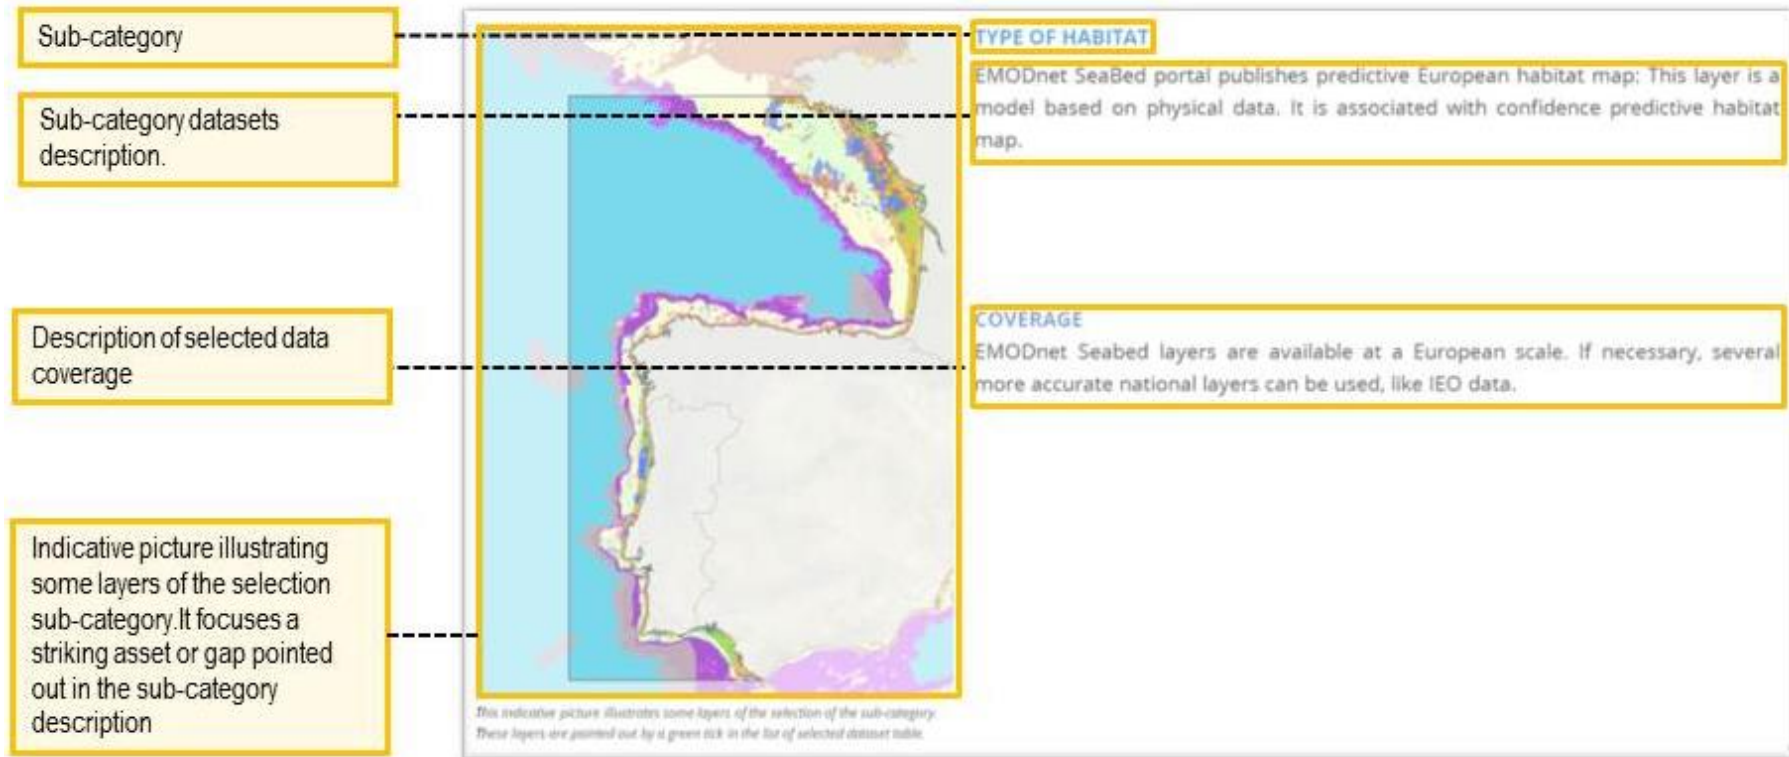 Sub-category
Sub-category datasets
description.
Description of selected data
coverage
Indicative picture illustrating
some layers of the selection
sub-category.It focuses a
striking asset or gap pointed
out in the sub-category
description
TYPE OF HABITAT
EMODnet SeaBed portal publishes predictive European habitat map: This layer is a
model based on physical data. It is associated with confidence predictive habitat
map.
COVERAGE
EMODnet Seabed layers are available at a European scale. If necessary, several
more accurate national layers can be used, like IEO data.
This indicative picture illustrates some layers of the selection of the sub-category.
These layers are pointed out by a green tick in the list of selected dataset table.